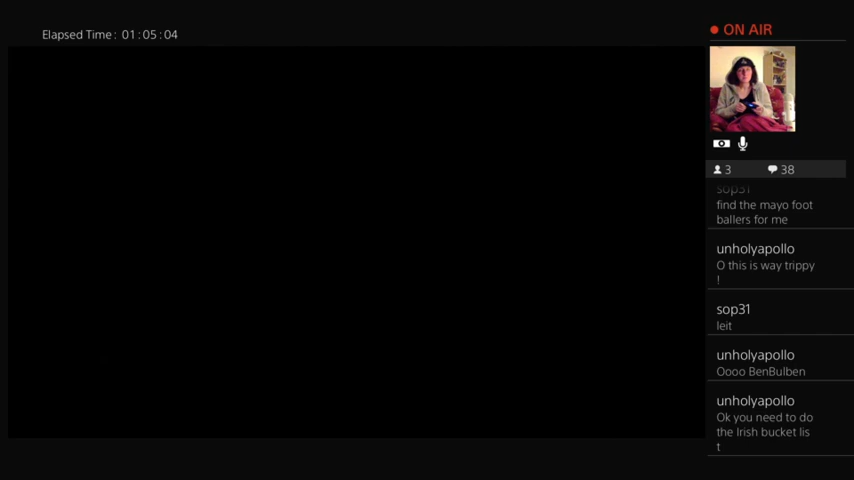 Elapsed Time: 01:05:04
ON AIR
3
38
sop31
find the mayo foot
ballers for me
unholyapollo
O this is way trippy
!
sop31
leit
unholyapollo
Oooo BenBulben
unholyapollo
Ok you need to do
the Irish bucket lis
t